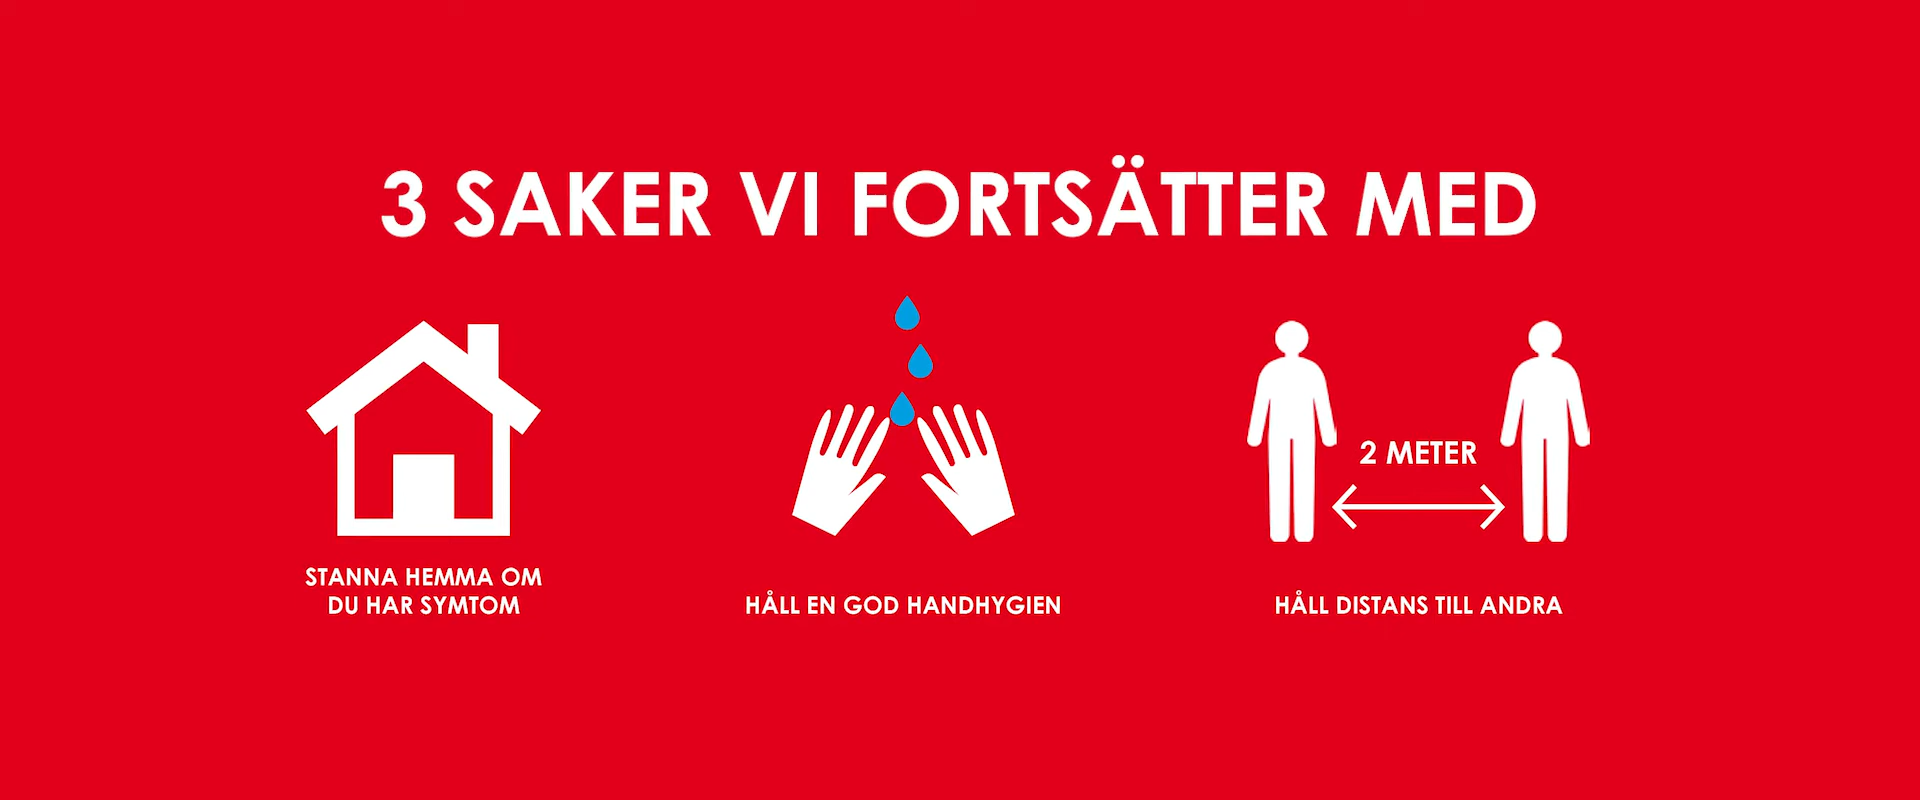 3 SAKER VI FORTSÄTTER MED
STANNA HEMMA OM
DU HAR SYMTOM
HÅLL EN GOD HANDHYGIEN
2 METER
HÅLL DISTANS TILL ANDRA